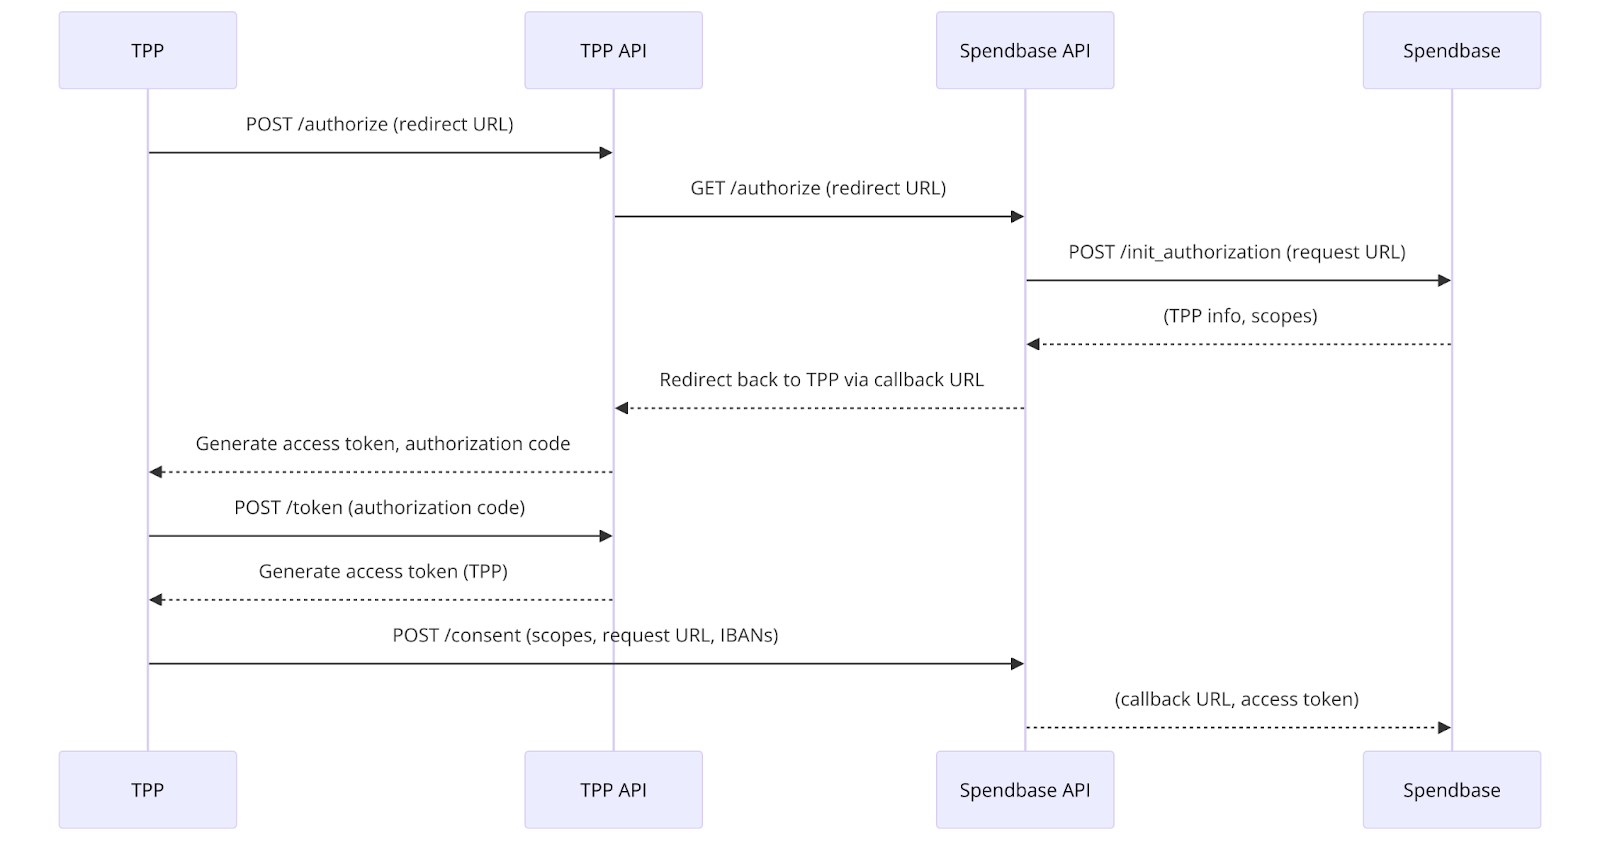 TPP
TPP API
Spendbase API
Spendbase
POST /authorize (redirect URL)
GET /authorize (redirect URL)
POST /init_authorization (request URL)
(TPP info, scopes)
Redirect back to TPP via callback URL
Generate access token, authorization code
POST /token (authorization code)
Generate access token (TPP)
POST /consent (scopes, request URL, IBANs)
(callback URL, access token)
TPP
TPP API
Spendbase API
Spendbase